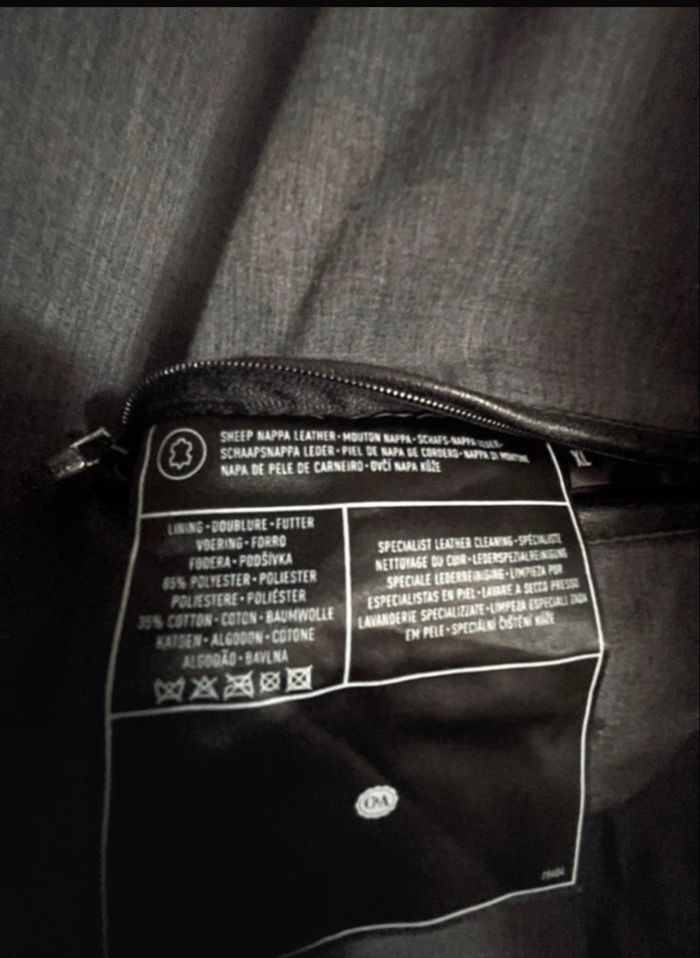 SHEEP NAPPA LEATHER · MOUTON NAPPA · SCHAFS-NAPPA LEDER ·
SCHAAPSNAPPA LEDER · PIEL DE NAPA DE CORDERO · NAPPA DI MONTONE
NAPA DE PELE DE CARNEIRO · OVČÍ NAPA KŮŽE
XL
LINING · DOUBLURE · FUTTER
VOERING · FORRO
FODERA · PODŠÍVKA
65% POLYESTER · POLIESTER
POLIESTERE · POLIÉSTER
35% COTTON · COTON · BAUMWOLLE
KATOEN · ALGODON · COTONE
ALGODÃO · BAVLNA
SPECIALIST LEATHER CLEANING · SPÉCIALISTE
NETTOYAGE DU CUIR · LEDERSPEZIALREINIGUNG
SPECIALE LEDERREINIGING · LIMPIEZA POR
ESPECIALISTAS EN PIEL · LAVARE A SECCO PRESSO
LAVANDERIE SPECIALIZZATE · LIMPEZA ESPECIALIZADA
EM PELE · SPECIÁLNÍ ČIŠTĚNÍ KŮŽE
C&A